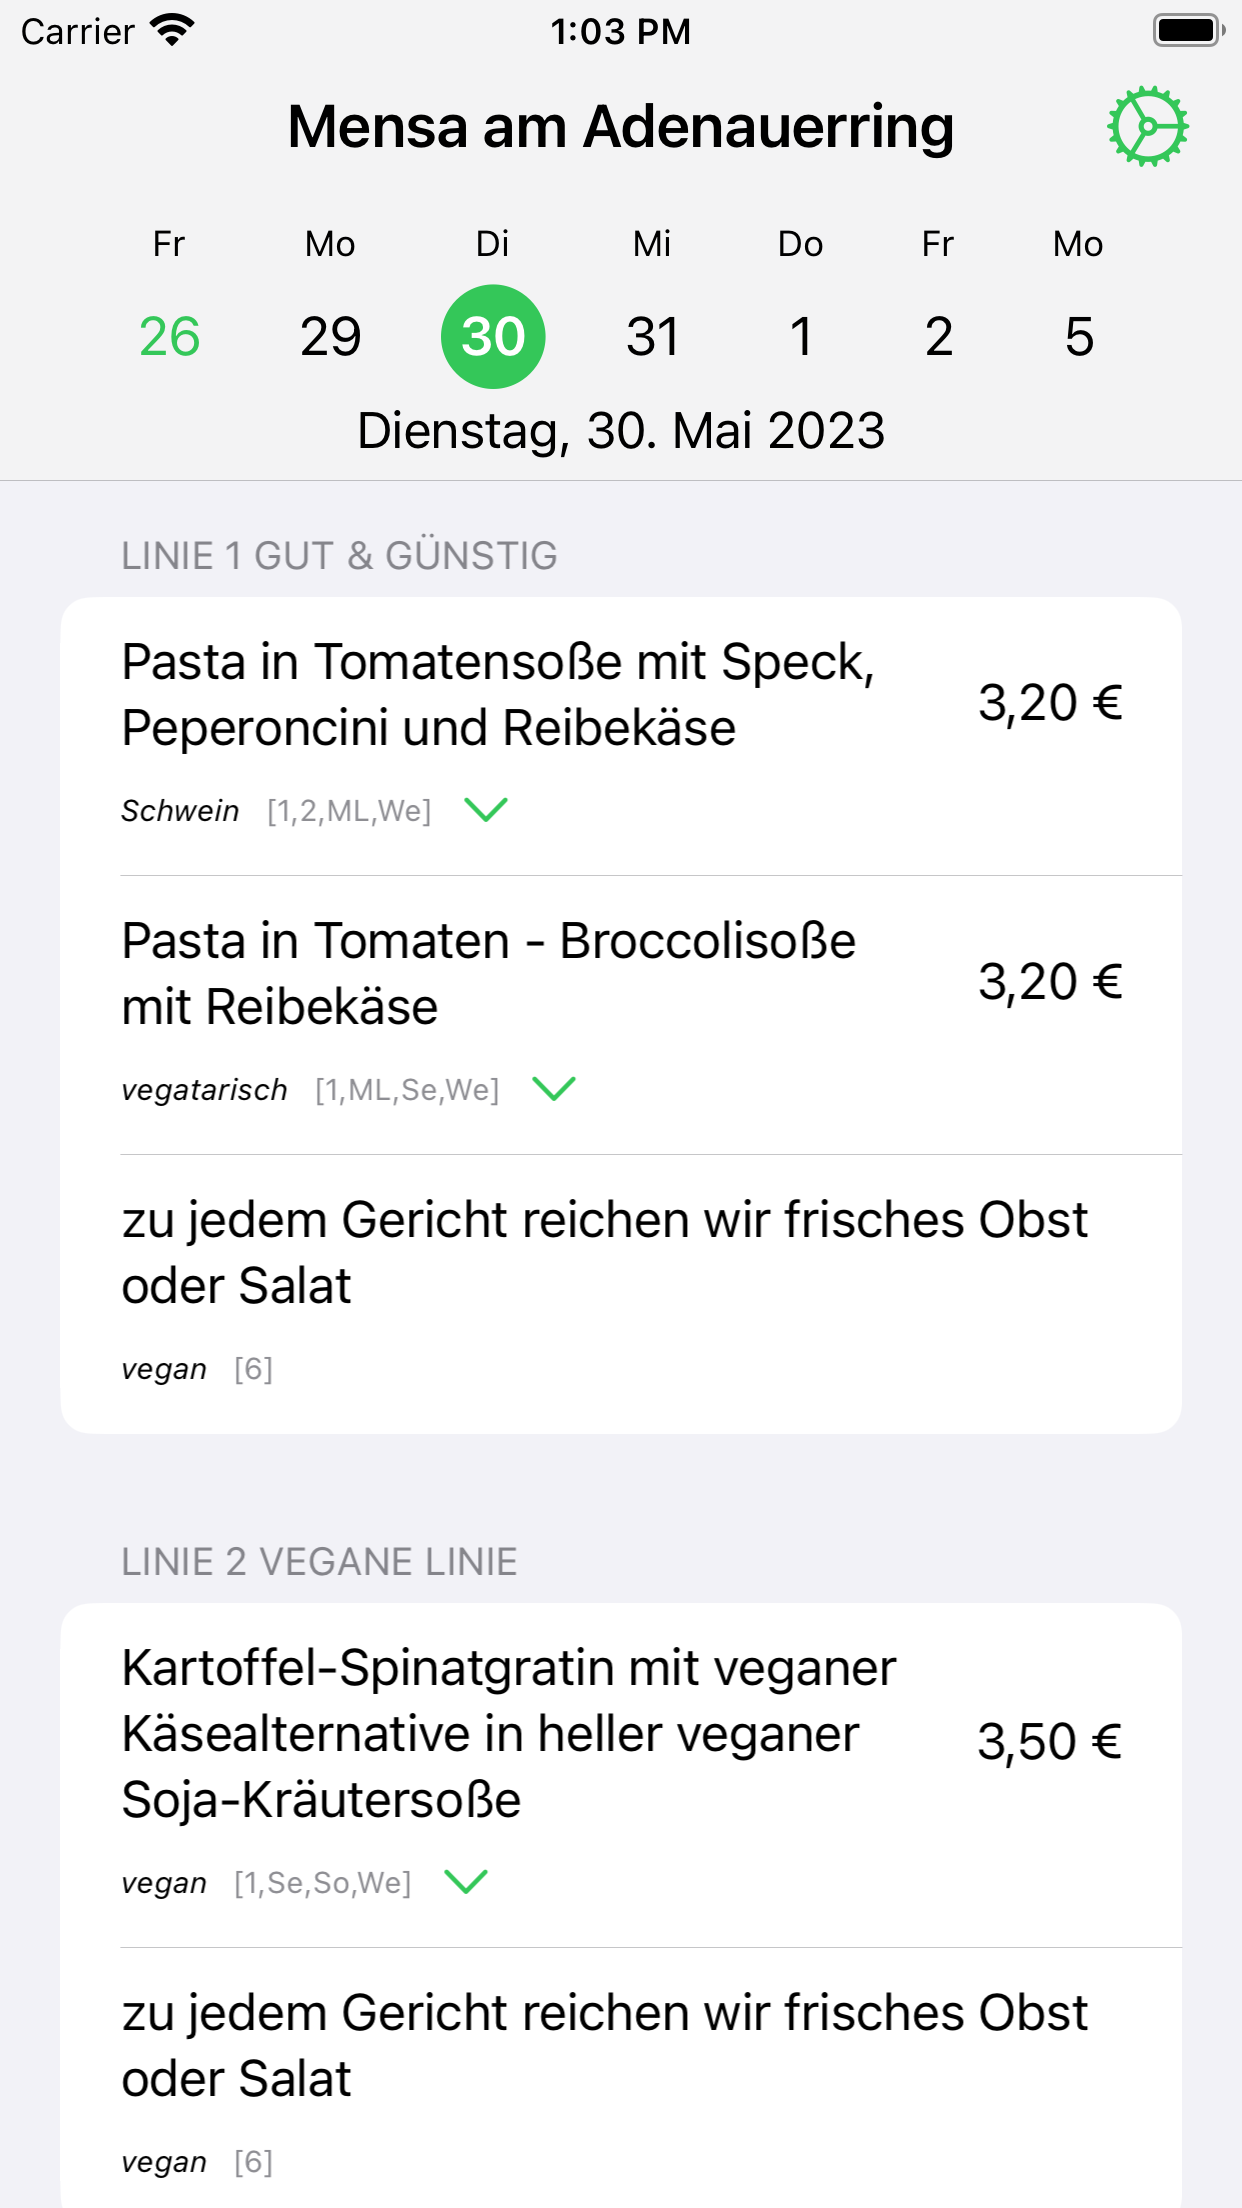 Carrier 1:03 PM
Mensa am Adenauerring
Fr Mo Di Mi Do Fr Mo
26 29 30 31 1 2 5
Dienstag, 30. Mai 2023
LINIE 1 GUT & GÜNSTIG
Pasta in Tomatensoße mit Speck,
Peperoncini und Reibekäse
3,20 €
Schwein [1,2,ML,We]
Pasta in Tomaten - Broccolisoße
mit Reibekäse
3,20 €
vegatarisch [1,ML,Se,We]
zu jedem Gericht reichen wir frisches Obst
oder Salat
vegan [6]
LINIE 2 VEGANE LINIE
Kartoffel-Spinatgratin mit veganer
Käsealternative in heller veganer
Soja-Kräutersoße
3,50 €
vegan [1,Se,So,We]
zu jedem Gericht reichen wir frisches Obst
oder Salat
vegan [6]